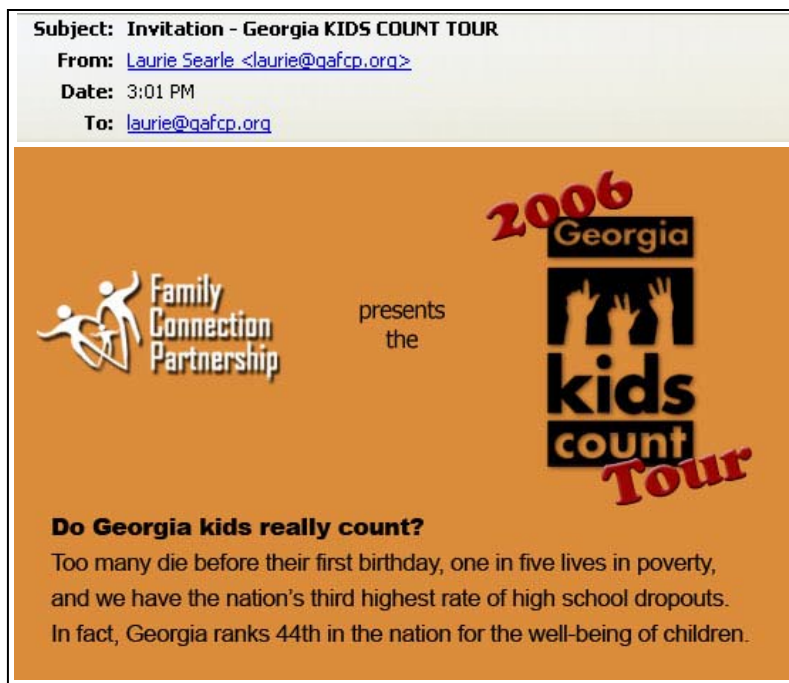 Subject: Invitation - Georgia KIDS COUNT TOUR
From: Laurie Searle <laurie@gafcp.org>
Date: 3:01 PM
To: laurie@gafcp.org
Family
Connection
Partnership
presents
the
2006
Georgia
kids
count
Tour
Do Georgia kids really count?
Too many die before their first birthday, one in five lives in poverty,
and we have the nation's third highest rate of high school dropouts.
In fact, Georgia ranks 44th in the nation for the well-being of children.